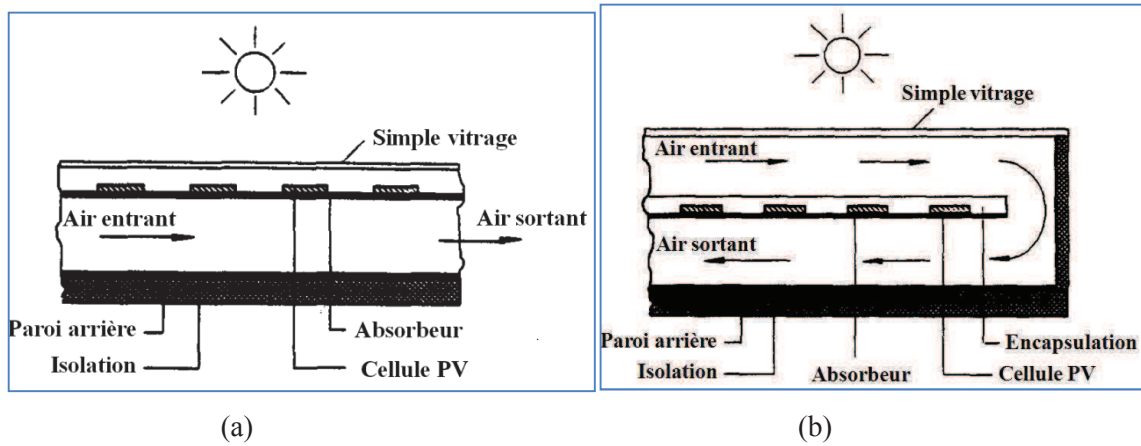 Simple vitrage
Air entrant
Air sortant
Paroi arrière
Absorbeur
Isolation
Cellule PV
(a)
Simple vitrage
Air entrant
Air sortant
Paroi arrière
Encapsulation
Isolation
Absorbeur
Cellule PV
(b)